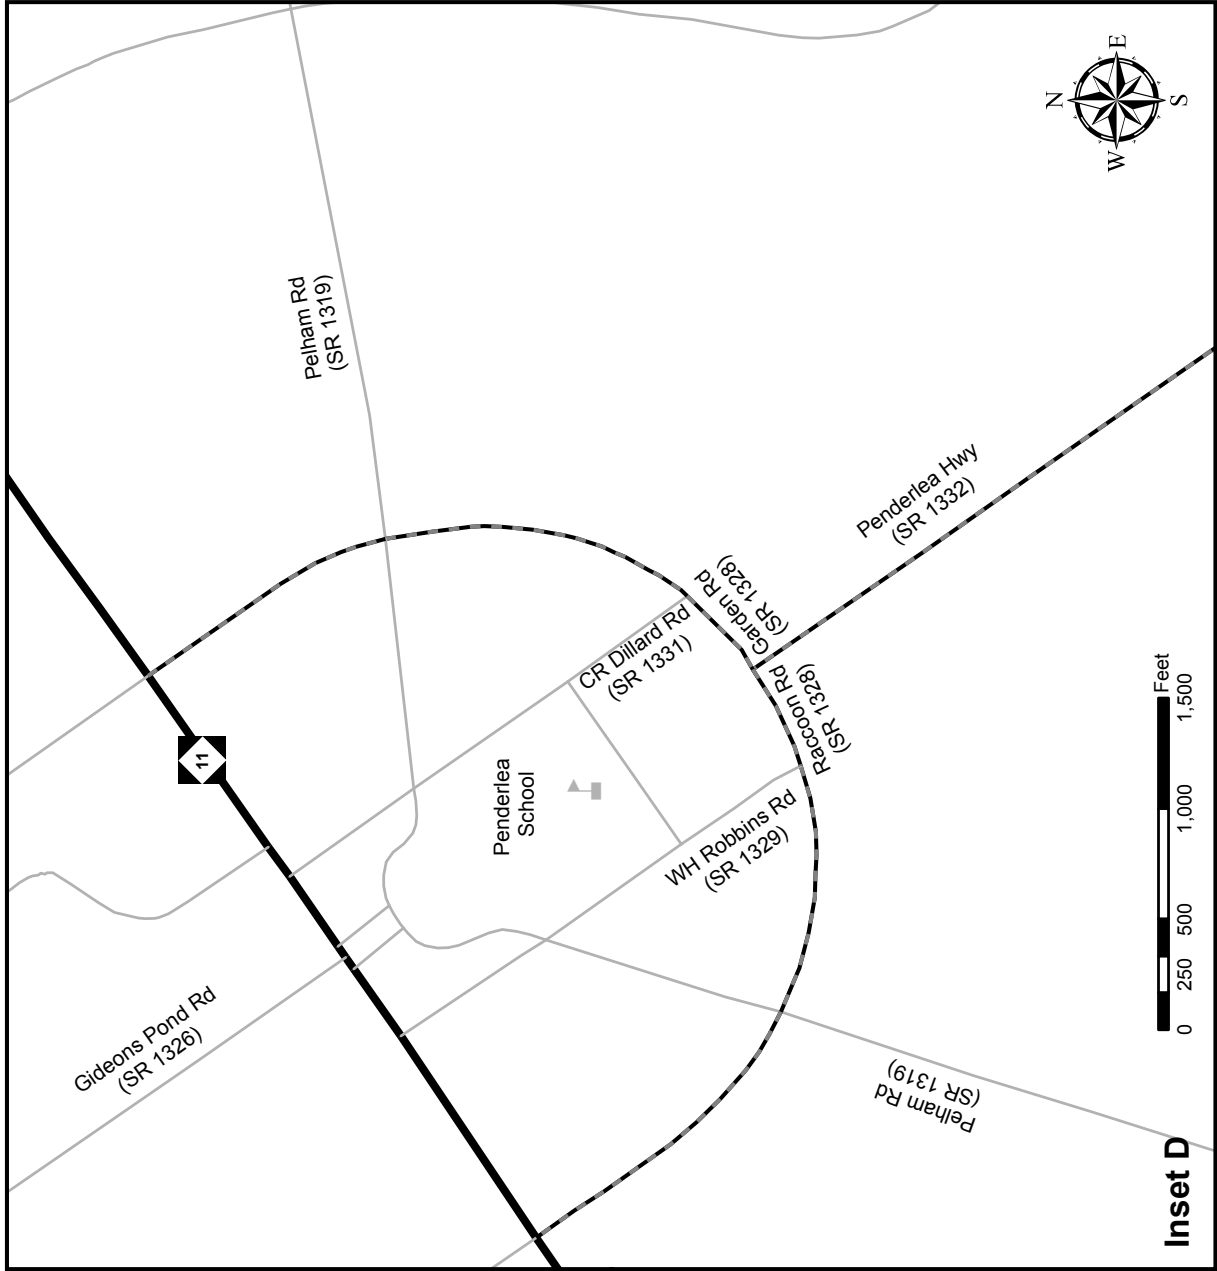 N
W
E
S
Pelham Rd
(SR 1319)
11
Penderlea Hwy
(SR 1332)
Garden Rd
(SR 1328)
CR Dillard Rd
(SR 1331)
Raccoon Rd
(SR 1328)
Penderlea
School
WH Robbins Rd
(SR 1329)
Gideons Pond Rd
(SR 1326)
Pelham Rd
(SR 1319)
Feet
0 250 500 1,000 1,500
Inset D